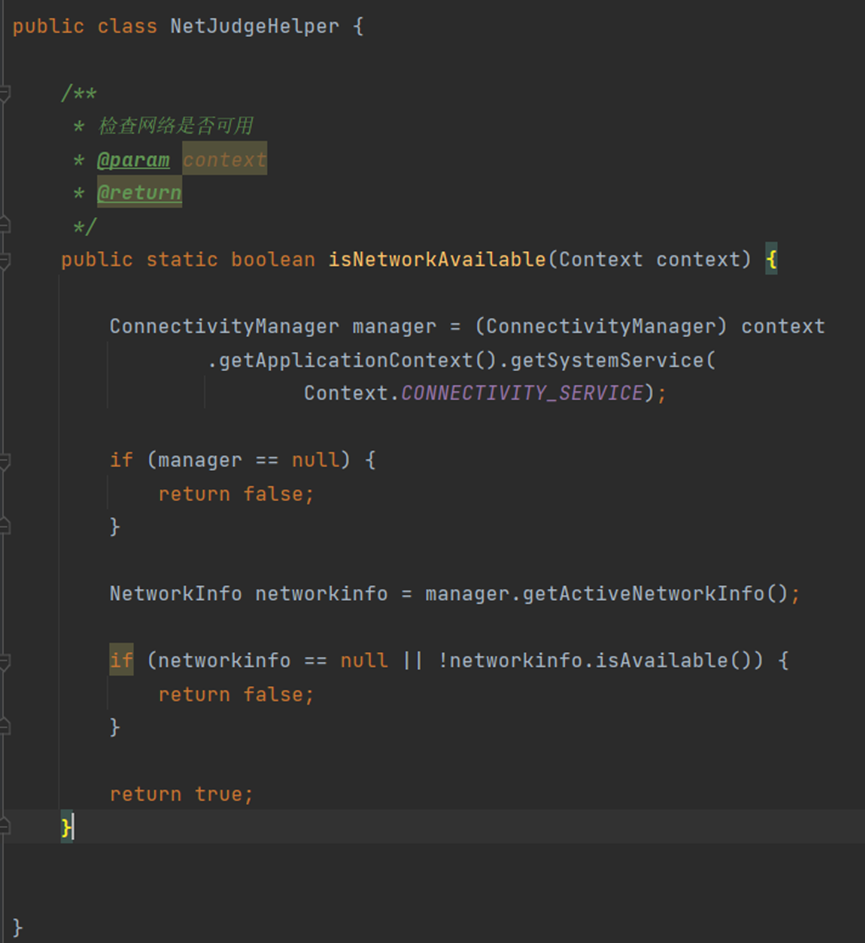 public class NetJudgeHelper {
/**
* 检查网络是否可用
* @param context
* @return
*/
public static boolean isNetworkAvailable(Context context) {
ConnectivityManager manager = (ConnectivityManager) context
.getApplicationContext().getSystemService(
Context.CONNECTIVITY_SERVICE);
if (manager == null) {
return false;
}
NetworkInfo networkinfo = manager.getActiveNetworkInfo();
if (networkinfo == null || !networkinfo.isAvailable()) {
return false;
}
return true;
}
}